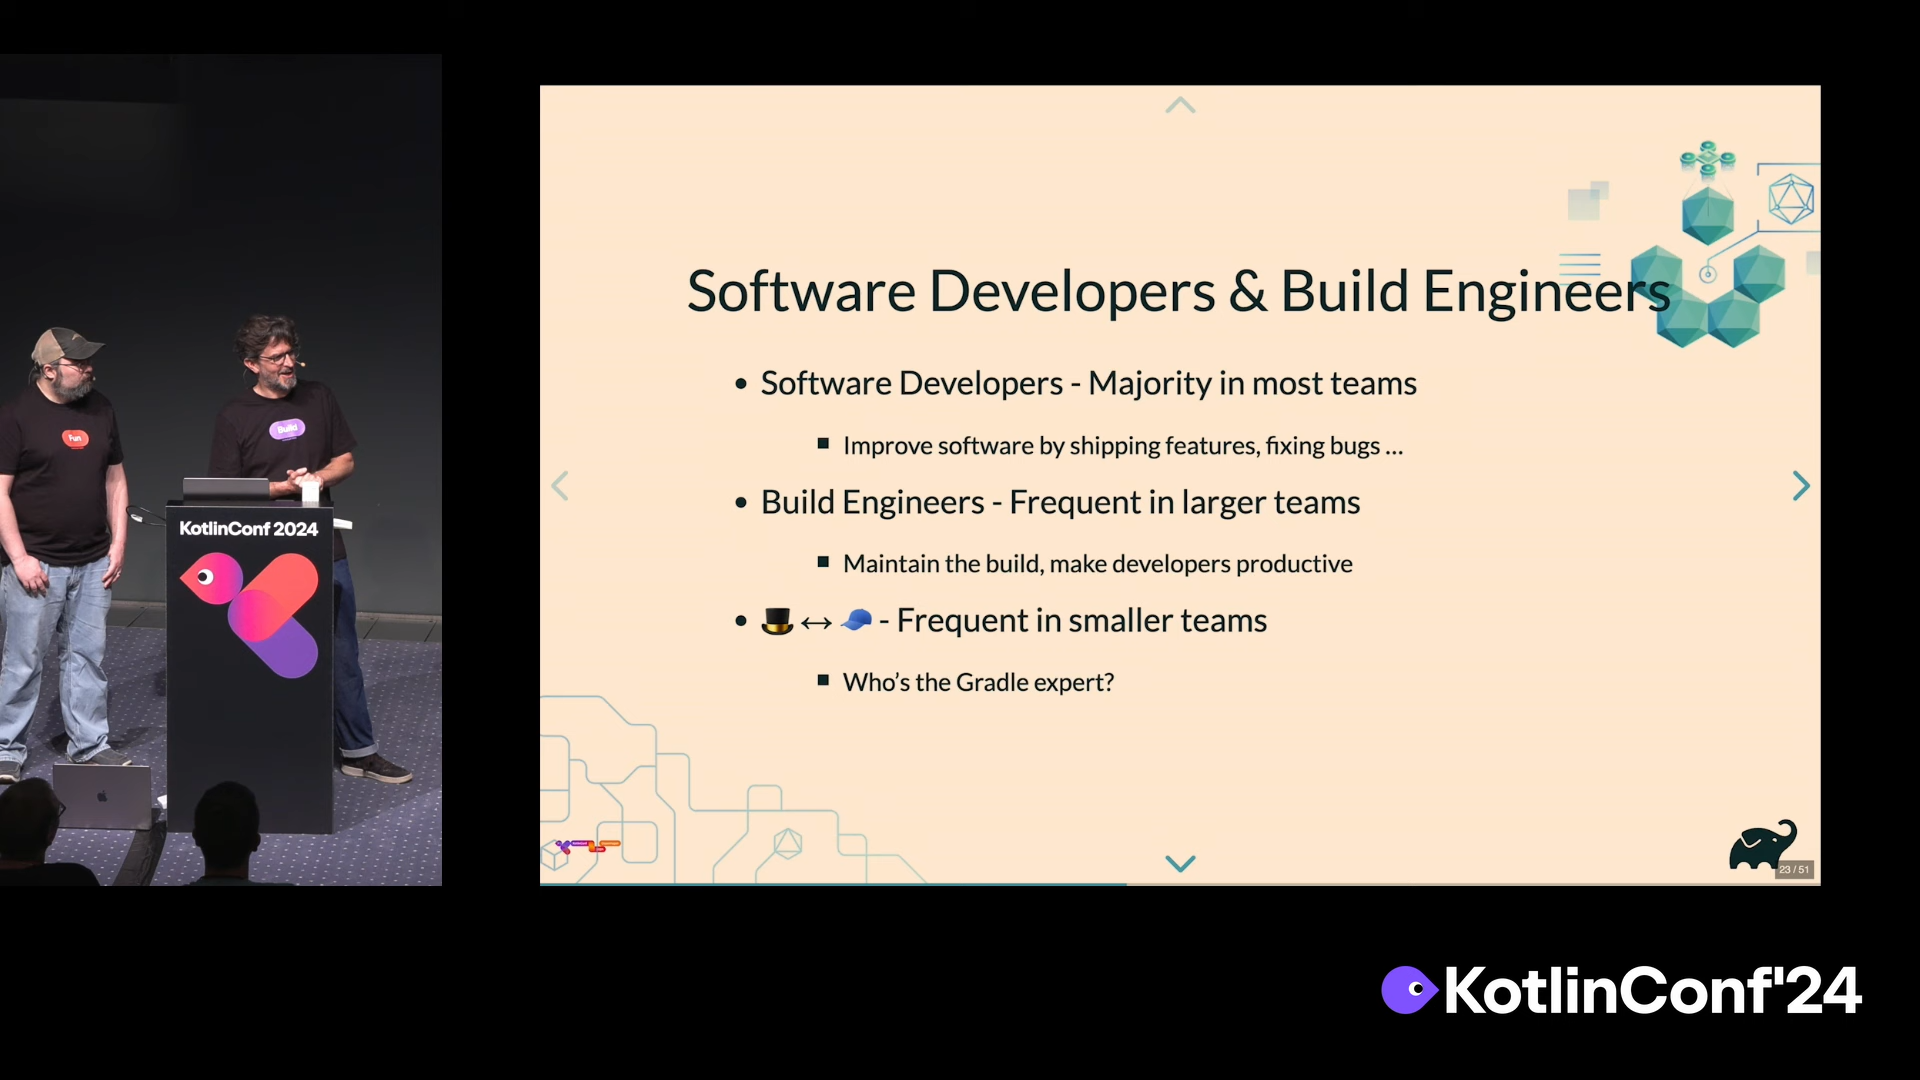 Software Developers & Build Engineers
• Software Developers - Majority in most teams
▪ Improve software by shipping features, fixing bugs ...
• Build Engineers - Frequent in larger teams
▪ Maintain the build, make developers productive
• 🎩↔🧢 - Frequent in smaller teams
▪ Who's the Gradle expert?
23 / 51
Fun
Build
KotlinConf 2024
KotlinConf'24